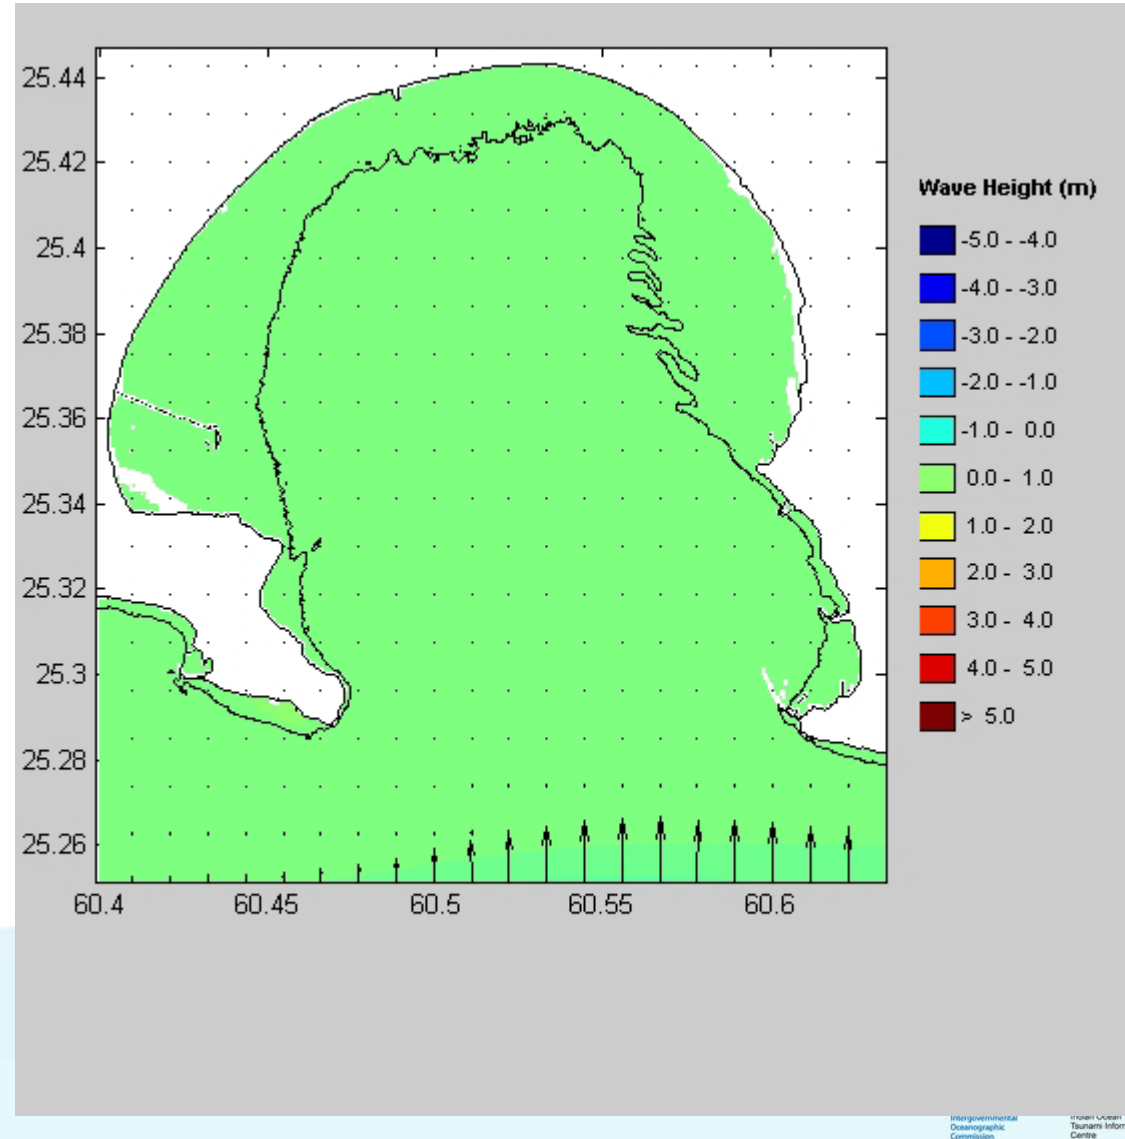 25.44
25.42
25.4
25.38
25.36
25.34
25.32
25.3
25.28
25.26
60.4 60.45 60.5 60.55 60.6
Wave Height (m)
-5.0 - -4.0
-4.0 - -3.0
-3.0 - -2.0
-2.0 - -1.0
-1.0 - 0.0
0.0 - 1.0
1.0 - 2.0
2.0 - 3.0
3.0 - 4.0
4.0 - 5.0
> 5.0
Intergovernmental
Oceanographic
Commission
Indian Ocean
Tsunami Inform
Centre